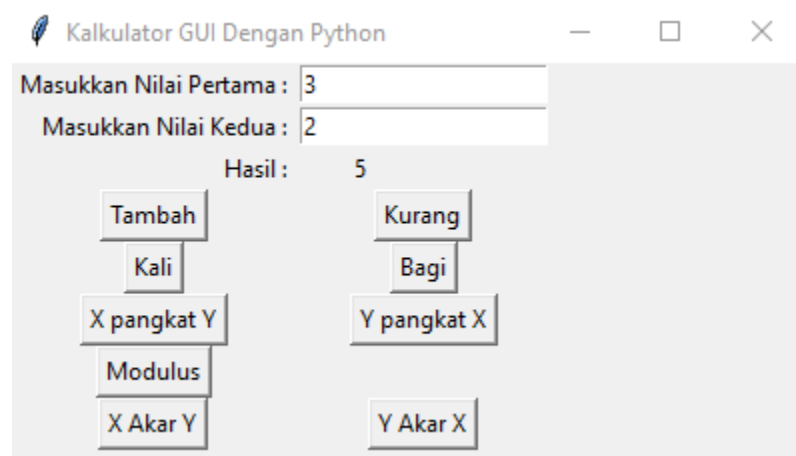 Kalkulator GUI Dengan Python
Masukkan Nilai Pertama : 3
Masukkan Nilai Kedua : 2
Hasil : 5
Tambah Kurang
Kali Bagi
X pangkat Y Y pangkat X
Modulus
X Akar Y Y Akar X